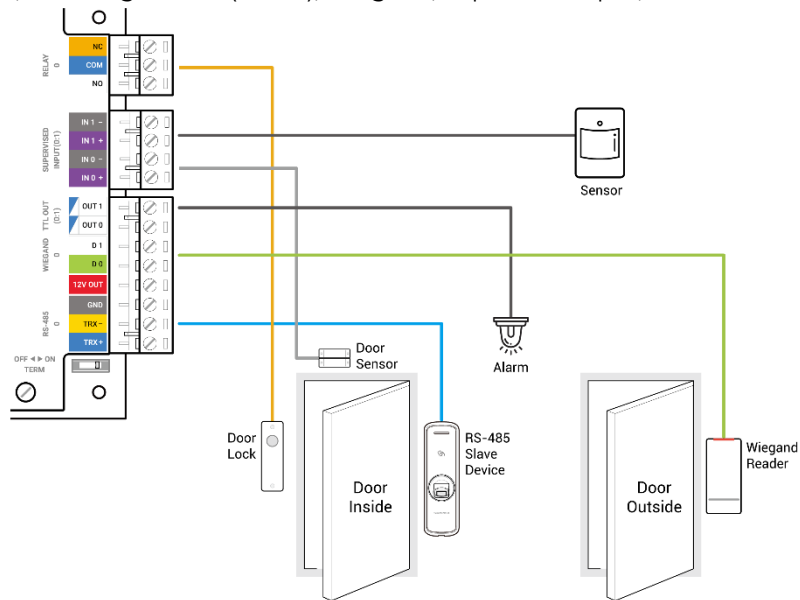 NC
COM
NO
RELAY
0
IN 1 -
IN 1 +
IN 0 -
IN 0 +
SUPERVISED
INPUT(0:1)
OUT 1
OUT 0
TTL OUT
(0:1)
D 1
D 0
WIEGAND
0
12V OUT
GND
TRX-
TRX+
RS-485
0
OFF ◄ ► ON
TERM
Sensor
Alarm
Door
Sensor
Door
Lock
Door
Inside
RS-485
Slave
Device
Door
Outside
Wiegand
Reader